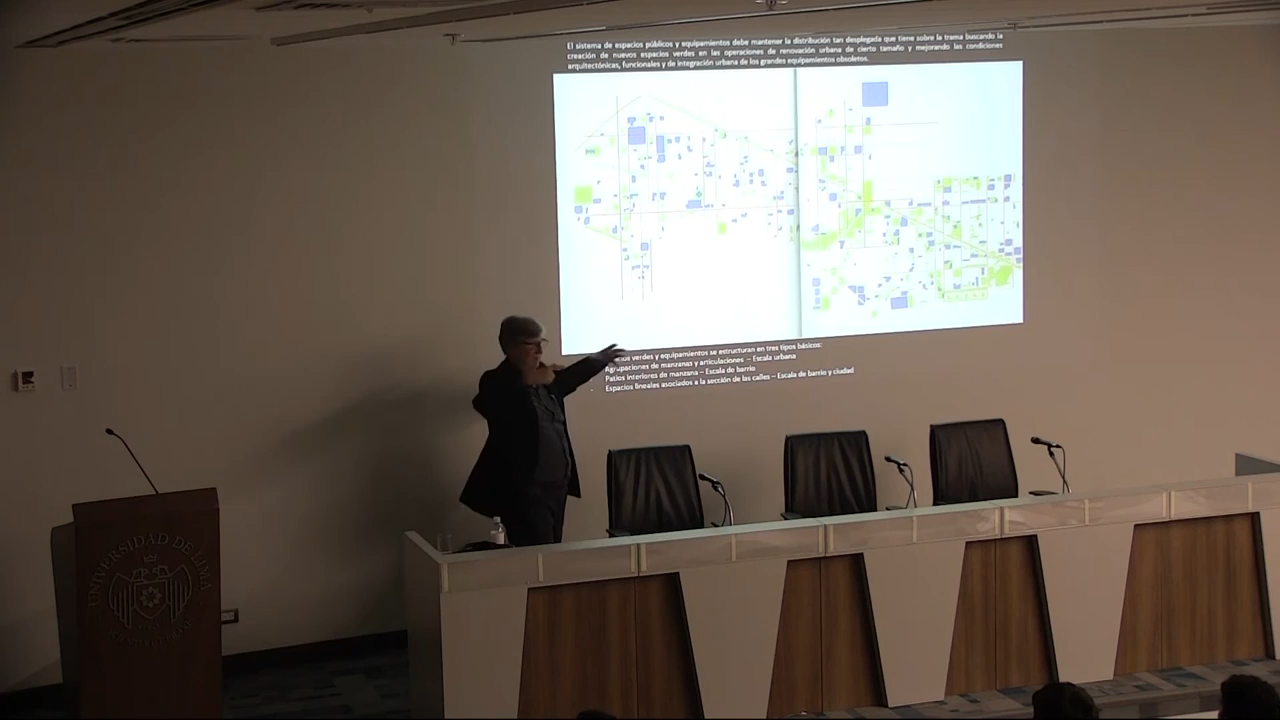 El sistema de espacios públicos y equipamientos debe mantener la distribución tan desplegada que tiene sobre la trama buscando la
creación de nuevos espacios verdes en las operaciones de renovación urbana de cierto tamaño y mejorando las condiciones
arquitectónicas, funcionales y de integración urbana de los grandes equipamientos obsoletos.
verdes y equipamientos se estructuran en tres tipos básicos:
Agrupaciones de manzanas y articulaciones – Escala urbana
Patios interiores de manzana – Escala de barrio
Espacios lineales asociados a la sección de las calles – Escala de barrio y ciudad
UNIVERSIDAD DE LIMA